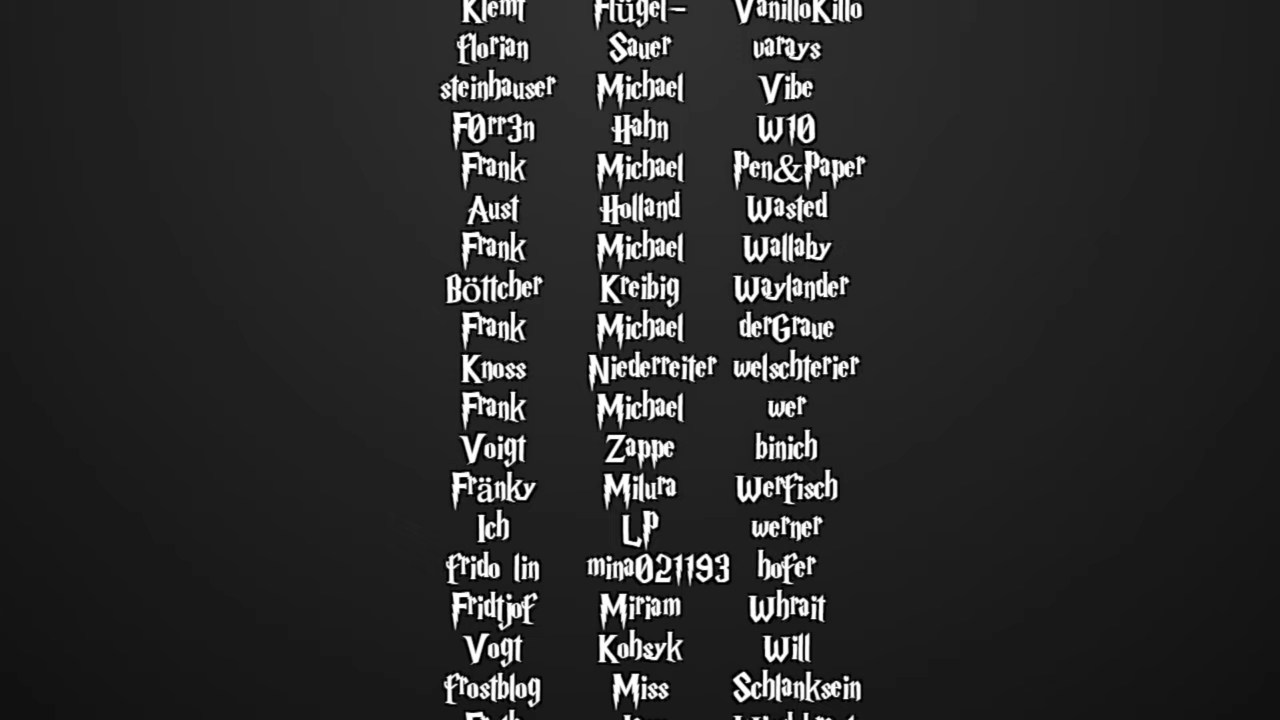 Klemt Flügel- VanilloKillo
florian Sauer varays
steinhauser Michael Vibe
F0rr3n Hahn W10
Frank Michael Pen&Paper
Aust Holland Wasted
Frank Michael Wallaby
Böttcher Kreibig Waylander
Frank Michael derGraue
Knoss Niederreiter welschterier
Frank Michael wer
Voigt Zappe binich
Fränky Milura Werfisch
Ich LP werner
frido lin mina021193 hofer
Fridtjof Miriam Whrait
Vogt Kohsyk Will
frostblog Miss Schlanksein